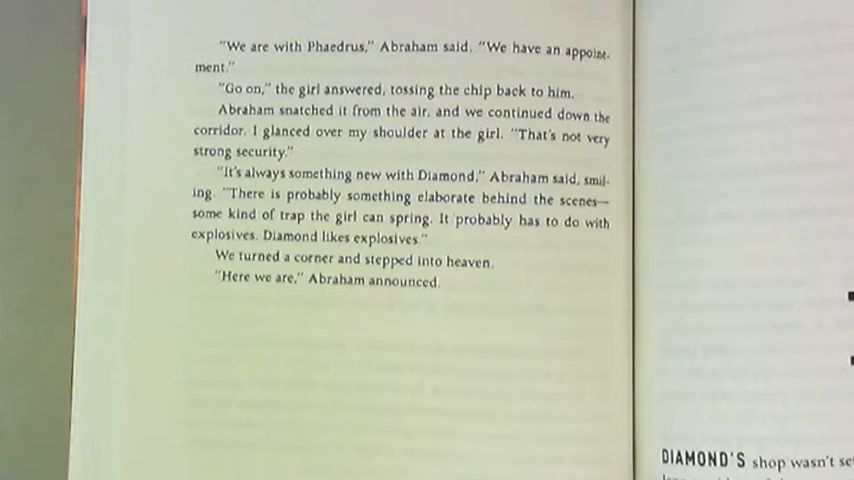 "We are with Phaedrus," Abraham said. "We have an appoint-
ment."
"Go on," the girl answered, tossing the chip back to him.
Abraham snatched it from the air, and we continued down the
corridor. I glanced over my shoulder at the girl. "That's not very
strong security."
"It's always something new with Diamond," Abraham said, smil-
ing. "There is probably something elaborate behind the scenes—
some kind of trap the girl can spring. It probably has to do with
explosives. Diamond likes explosives."
We turned a corner and stepped into heaven.
"Here we are," Abraham announced.
DIAMOND'S shop wasn't se